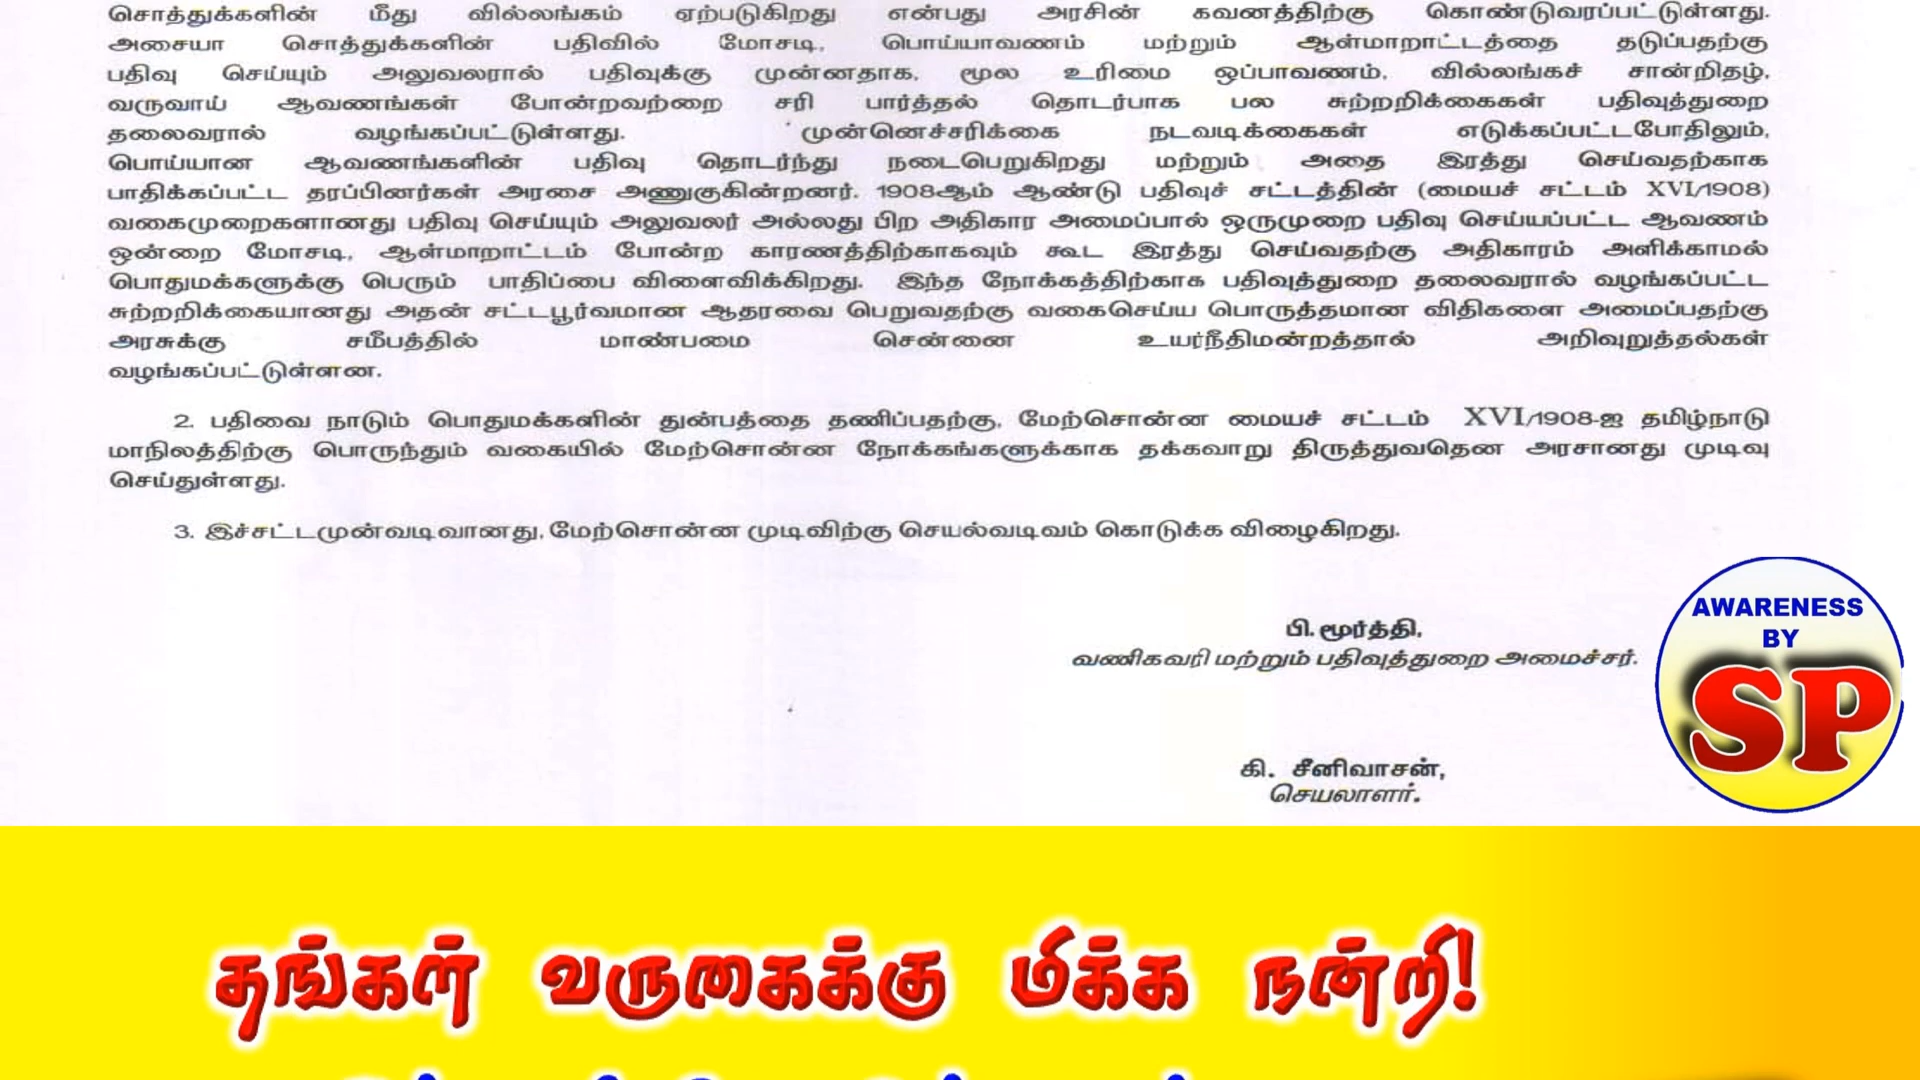 சொத்துக்களின் மீது வில்லங்கம் ஏற்படுகிறது என்பது அரசின் கவனத்திற்கு கொண்டுவரப்பட்டுள்ளது.
அசையா சொத்துக்களின் பதிவில் மோசடி, பொய்யாவணம் மற்றும் ஆள்மாறாட்டத்தை தடுப்பதற்கு
பதிவு செய்யும் அலுவலரால் பதிவுக்கு முன்னதாக, மூல உரிமை ஒப்பாவணம், வில்லங்கச் சான்றிதழ்,
வருவாய் ஆவணங்கள் போன்றவற்றை சரி பார்த்தல் தொடர்பாக பல சுற்றறிக்கைகள் பதிவுத்துறை
தலைவரால் வழங்கப்பட்டுள்ளது. முன்னெச்சரிக்கை நடவடிக்கைகள் எடுக்கப்பட்டபோதிலும்,
பொய்யான ஆவணங்களின் பதிவு தொடர்ந்து நடைபெறுகிறது மற்றும் அதை இரத்து செய்வதற்காக
பாதிக்கப்பட்ட தரப்பினர்கள் அரசை அணுகுகின்றனர். 1908ஆம் ஆண்டு பதிவுச் சட்டத்தின் (மையச் சட்டம் XVI/1908)
வகைமுறைகளானது பதிவு செய்யும் அலுவலர் அல்லது பிற அதிகார அமைப்பால் ஒருமுறை பதிவு செய்யப்பட்ட ஆவணம்
ஒன்றை மோசடி, ஆள்மாறாட்டம் போன்ற காரணத்திற்காகவும் கூட இரத்து செய்வதற்கு அதிகாரம் அளிக்காமல்
பொதுமக்களுக்கு பெரும் பாதிப்பை விளைவிக்கிறது. இந்த நோக்கத்திற்காக பதிவுத்துறை தலைவரால் வழங்கப்பட்ட
சுற்றறிக்கையானது அதன் சட்டபூர்வமான ஆதரவை பெறுவதற்கு வகைசெய்ய பொருத்தமான விதிகளை அமைப்பதற்கு
அரசுக்கு சமீபத்தில் மாண்பமை சென்னை உயர்நீதிமன்றத்தால் அறிவுறுத்தல்கள்
வழங்கப்பட்டுள்ளன.
2. பதிவை நாடும் பொதுமக்களின் துன்பத்தை தணிப்பதற்கு, மேற்சொன்ன மையச் சட்டம் XVI/1908-ஐ தமிழ்நாடு
மாநிலத்திற்கு பொருந்தும் வகையில் மேற்சொன்ன நோக்கங்களுக்காக தக்கவாறு திருத்துவதென அரசானது முடிவு
செய்துள்ளது.
3. இச்சட்டமுன்வடிவானது, மேற்சொன்ன முடிவிற்கு செயல்வடிவம் கொடுக்க விழைகிறது.
பி. மூர்த்தி,
வணிகவரி மற்றும் பதிவுத்துறை அமைச்சர்.
கி. சீனிவாசன்,
செயலாளர்.
AWARENESS
BY
SP
தங்கள் வருகைக்கு மிக்க நன்றி!